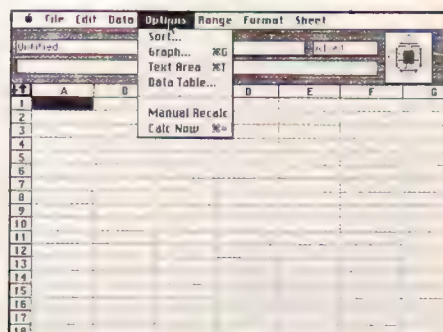 File Edit Data Options Range Format Sheet
Sort...
Untitled
Graph... ⌘G
Text Area ⌘T
Data Table...
Manual Recalc
Calc Now ⌘=
A B D E F G
1
2
3
4
5
6
7
8
9
10
11
12
13
14
15
16
17
18